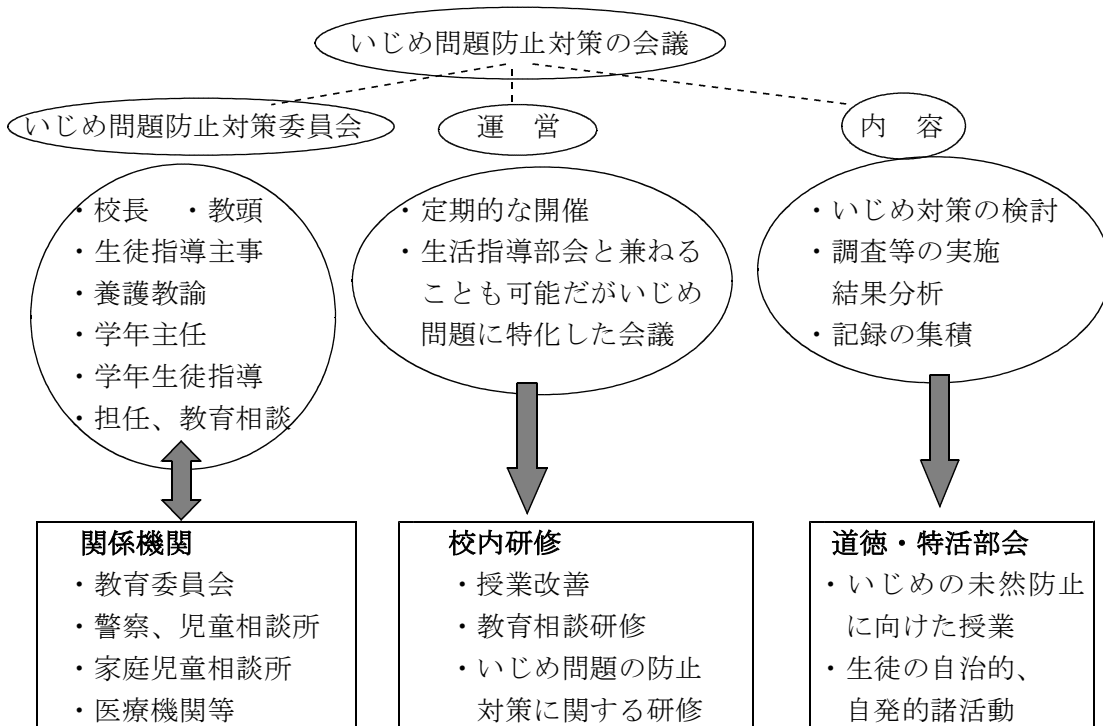 いじめ問題防止対策の会議
いじめ問題防止対策委員会
運　営
内　容
・校長　・教頭
・生徒指導主事
・養護教諭
・学年主任
・学年生徒指導
・担任、教育相談
・定期的な開催
・生活指導部会と兼ねる
ことも可能だがいじめ
問題に特化した会議
・いじめ対策の検討
・調査等の実施
結果分析
・記録の集積
関係機関
・教育委員会
・警察、児童相談所
・家庭児童相談所
・医療機関等
校内研修
・授業改善
・教育相談研修
・いじめ問題の防止
対策に関する研修
道徳・特活部会
・いじめの未然防止
に向けた授業
・生徒の自治的、
自発的諸活動